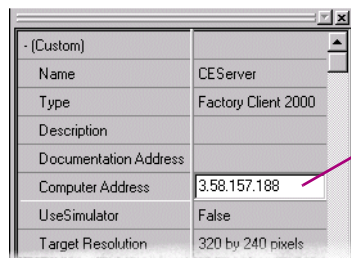 - (Custom)
Name CEServer
Type Factory Client 2000
Description
Documentation Address
Computer Address 3.58.157.188
UseSimulator False
Target Resolution 320 by 240 pixels